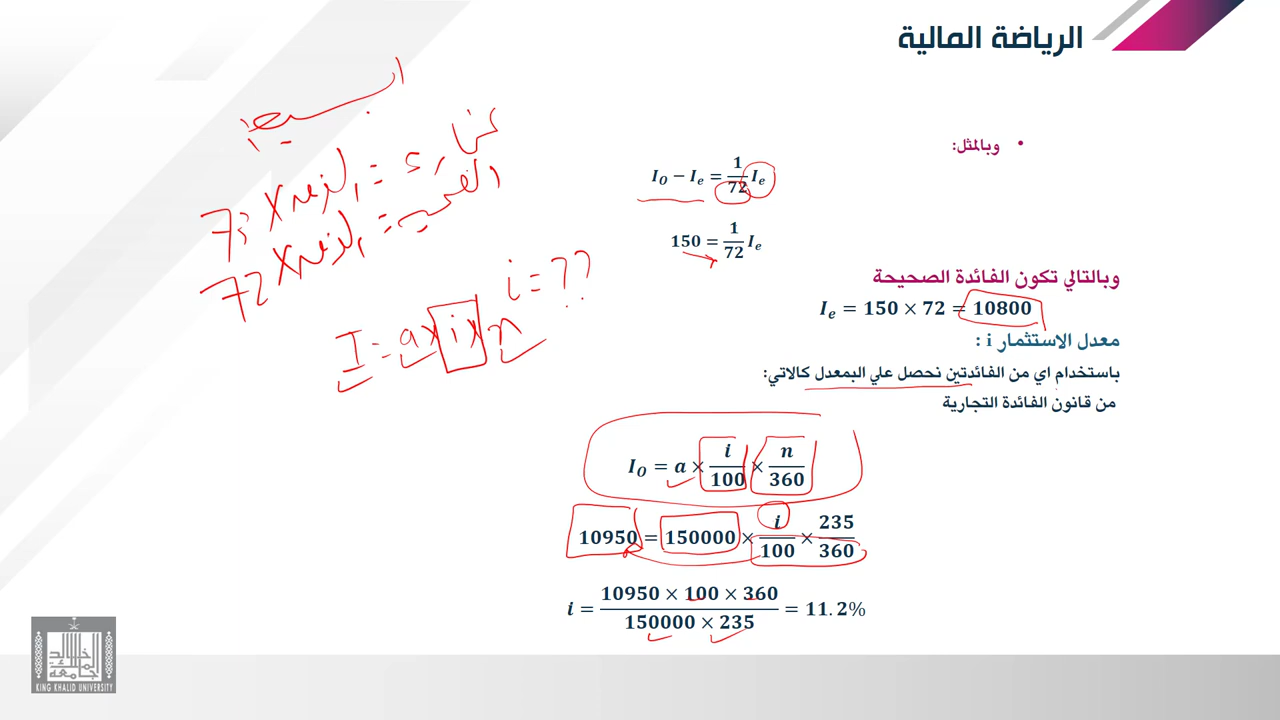 الرياضة المالية
• وبالمثل:
I_O − I_e = 1/72 I_e
150 = 1/72 I_e
وبالتالي تكون الفائدة الصحيحة
I_e = 150 × 72 = 10800
معدل الاستثمار i :
باستخدام اي من الفائدتين نحصل علي البمعدل كالاتي:
من قانون الفائدة التجارية
I_O = a × i/100 × n/360
10950 = 150000 × i/100 × 235/360
i = (10950 × 100 × 360)/(150000 × 235) = 11.2%
i = ??
I = a × i × n
KING KHALID UNIVERSITY